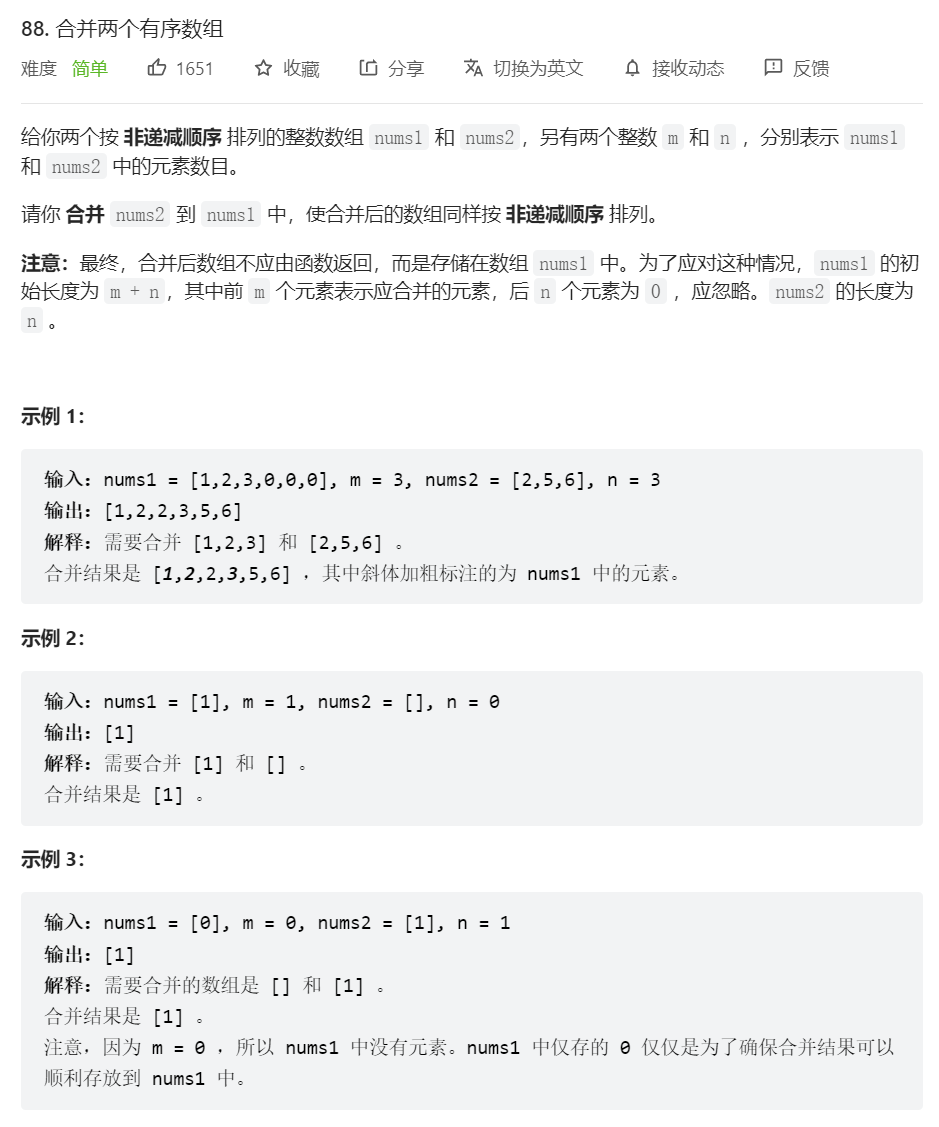 88. 合并两个有序数组
难度 简单 1651 收藏 分享 切换为英文 接收动态 反馈
给你两个按 非递减顺序 排列的整数数组 nums1 和 nums2，另有两个整数 m 和 n ，分别表示 nums1
和 nums2 中的元素数目。
请你 合并 nums2 到 nums1 中，使合并后的数组同样按 非递减顺序 排列。
注意：最终，合并后数组不应由函数返回，而是存储在数组 nums1 中。为了应对这种情况，nums1 的初
始长度为 m + n，其中前 m 个元素表示应合并的元素，后 n 个元素为 0 ，应忽略。nums2 的长度为
n 。
示例 1：
输入：nums1 = [1,2,3,0,0,0], m = 3, nums2 = [2,5,6], n = 3
输出：[1,2,2,3,5,6]
解释：需要合并 [1,2,3] 和 [2,5,6] 。
合并结果是 [1,2,2,3,5,6] ，其中斜体加粗标注的为 nums1 中的元素。
示例 2：
输入：nums1 = [1], m = 1, nums2 = [], n = 0
输出：[1]
解释：需要合并 [1] 和 [] 。
合并结果是 [1] 。
示例 3：
输入：nums1 = [0], m = 0, nums2 = [1], n = 1
输出：[1]
解释：需要合并的数组是 [] 和 [1] 。
合并结果是 [1] 。
注意，因为 m = 0 ，所以 nums1 中没有元素。nums1 中仅存的 0 仅仅是为了确保合并结果可以
顺利存放到 nums1 中。